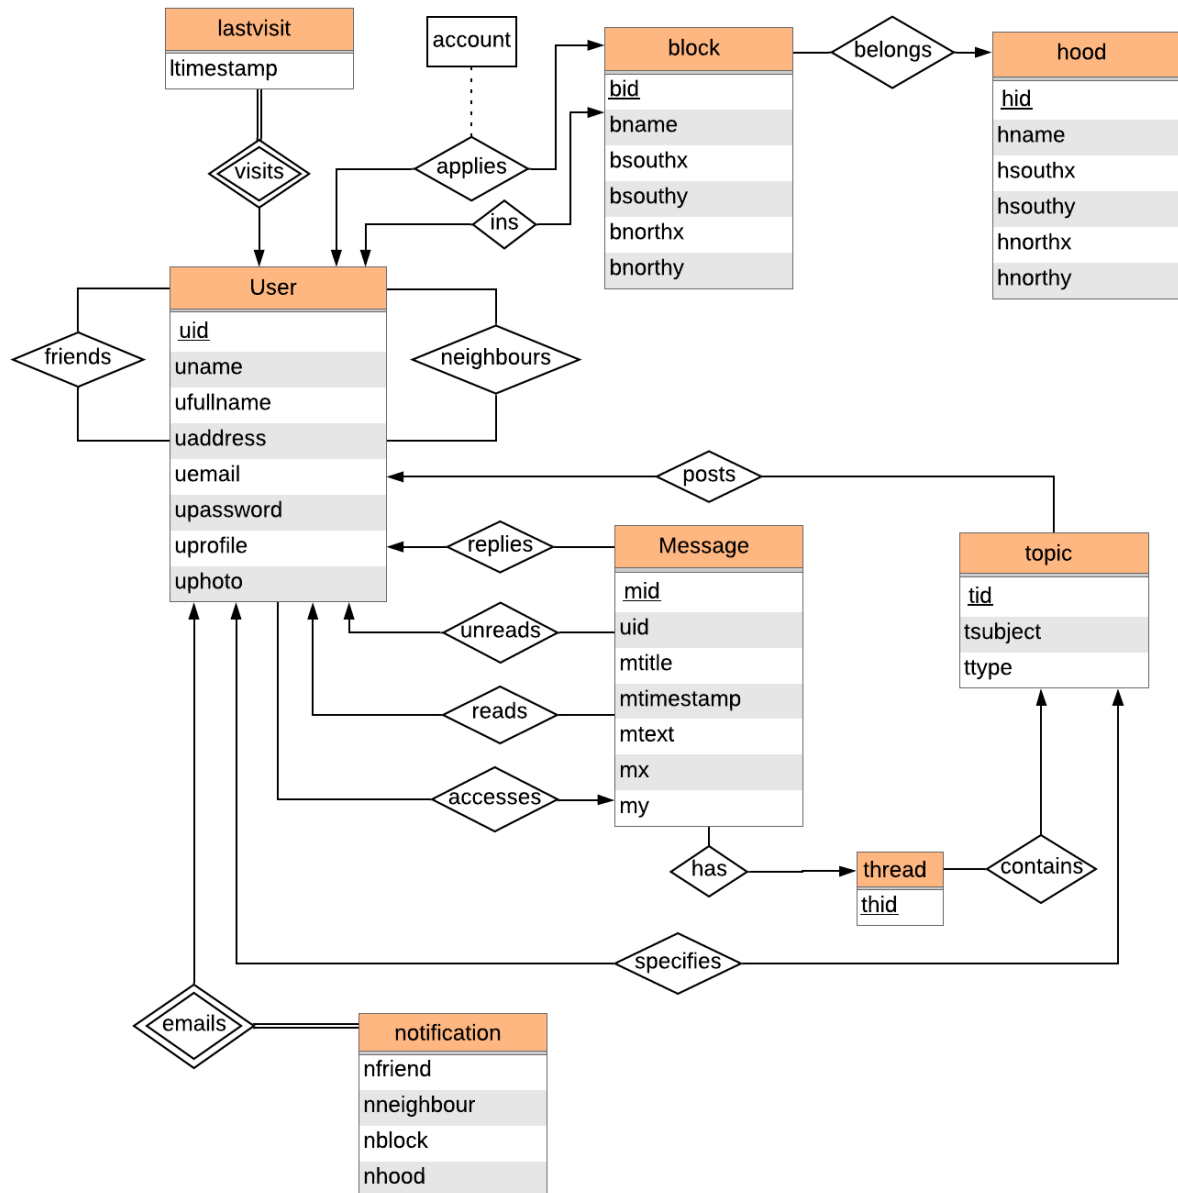 lastvisit
ltimestamp
account
block
bid
bname
bsouthx
bsouthy
bnorthx
bnorthy
belongs
hood
hid
hname
hsouthx
hsouthy
hnorthx
hnorthy
visits
applies
ins
User
uid
uname
ufullname
uaddress
uemail
upassword
uprofile
uphoto
friends
neighbours
posts
replies
unreads
reads
accesses
Message
mid
uid
mtitle
mtimestamp
mtext
mx
my
topic
tid
tsubject
ttype
has
thread
thid
contains
specifies
emails
notification
nfriend
nneighbour
nblock
nhood